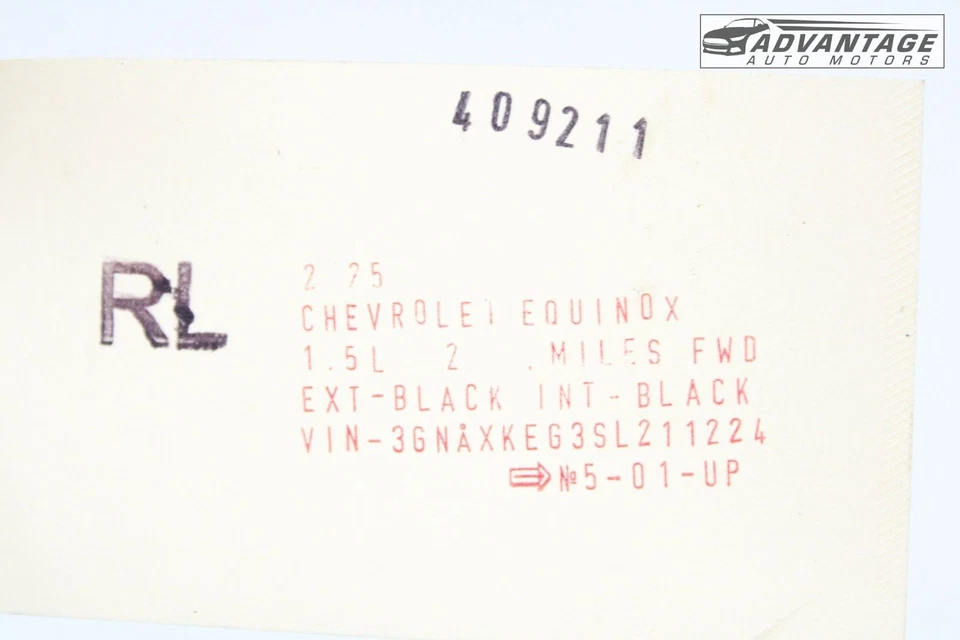 ADVANTAGE
AUTO MOTORS
409211
RL
2 25
CHEVROLET EQUINOX
1.5L 2 .MILES FWD
EXT-BLACK INT-BLACK
VIN-3GNAXKEG3SL211224
⇨№5-01-UP